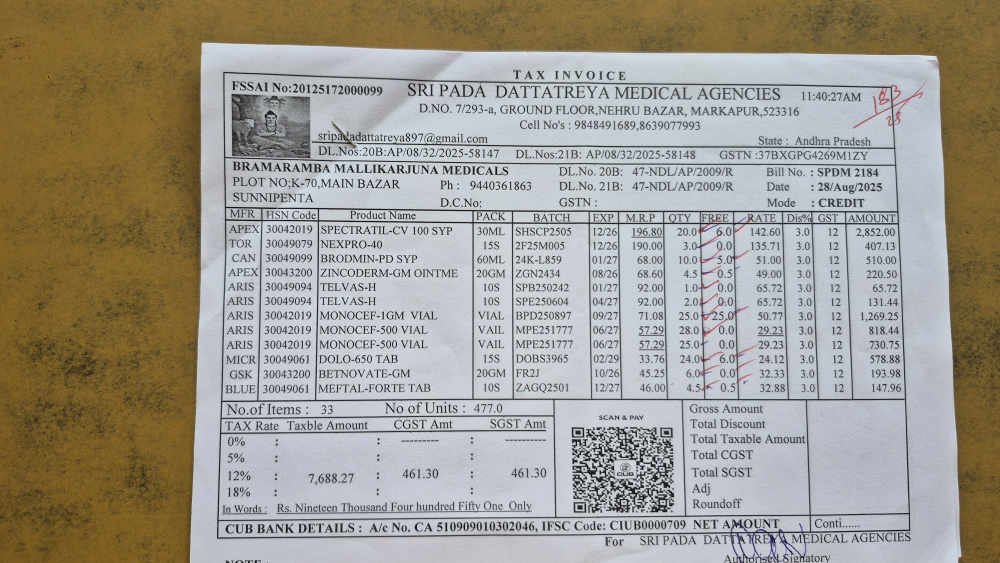 TAX INVOICE
FSSAI No:20125172000099 SRI PADA DATTATREYA MEDICAL AGENCIES 11:40:27AM
183
28
D.NO. 7/293-a, GROUND FLOOR,NEHRU BAZAR, MARKAPUR,523316
Cell No's : 9848491689,8639077993
sripadadattatreya897@gmail.com State : Andhra Pradesh
DL.Nos:20B:AP/08/32/2025-58147 DL.Nos:21B: AP/08/32/2025-58148 GSTN :37BXGPG4269M1ZY
BRAMARAMBA MALLIKARJUNA MEDICALS DL.No. 20B: 47-NDL/AP/2009/R Bill No. : SPDM 2184
PLOT NO;K-70,MAIN BAZAR Ph : 9440361863 DL.No. 21B: 47-NDL/AP/2009/R Date : 28/Aug/2025
SUNNIPENTA D.C.No: GSTN : Mode : CREDIT
MFR HSN Code Product Name PACK BATCH EXP M.R.P QTY FREE RATE Dis% GST AMOUNT
APEX 30042019 SPECTRATIL-CV 100 SYP 30ML SHSCP2505 12/26 196.80 20.0 6.0 142.60 3.0 12 2,852.00
TOR 30049079 NEXPRO-40 15S 2F25M005 12/26 190.00 3.0 0.0 135.71 3.0 12 407.13
CAN 30049099 BRODMIN-PD SYP 60ML 24K-L859 01/27 68.00 10.0 5.0 51.00 3.0 12 510.00
APEX 30043200 ZINCODERM-GM OINTME 20GM ZGN2434 08/26 68.60 4.5 0.5 49.00 3.0 12 220.50
ARIS 30049094 TELVAS-H 10S SPB250242 01/27 92.00 1.0 0.0 65.72 3.0 12 65.72
ARIS 30049094 TELVAS-H 10S SPE250604 04/27 92.00 2.0 0.0 65.72 3.0 12 131.44
ARIS 30042019 MONOCEF-1GM VIAL VIAL BPD250897 09/27 71.08 25.0 25.0 50.77 3.0 12 1,269.25
ARIS 30042019 MONOCEF-500 VIAL VAIL MPE251777 06/27 57.29 28.0 0.0 29.23 3.0 12 818.44
ARIS 30042019 MONOCEF-500 VIAL VAIL MPE251777 06/27 57.29 25.0 0.0 29.23 3.0 12 730.75
MICR 30049061 DOLO-650 TAB 15S DOBS3965 02/29 33.76 24.0 6.0 24.12 3.0 12 578.88
GSK 30043200 BETNOVATE-GM 20GM FR2J 10/26 45.25 6.0 0.0 32.33 3.0 12 193.98
BLUE 30049061 MEFTAL-FORTE TAB 10S ZAGQ2501 12/27 46.00 4.5 0.5 32.88 3.0 12 147.96
No.of Items : 33 No of Units : 477.0
TAX Rate Taxble Amount CGST Amt SGST Amt
0% : : --------- : ----------
5% : : :
12% : 7,688.27 : 461.30 : 461.30
18% : : :
In Words : Rs. Nineteen Thousand Four hundred Fifty One Only
SCAN & PAY
CUB
Gross Amount
Total Discount
Total Taxable Amount
Total CGST
Total SGST
Adj
Roundoff
CUB BANK DETAILS : A/c No. CA 510909010302046, IFSC Code: CIUB0000709 NET AMOUNT Conti......
For SRI PADA DATTATREYA MEDICAL AGENCIES
Authorised Signatory
NOTE :